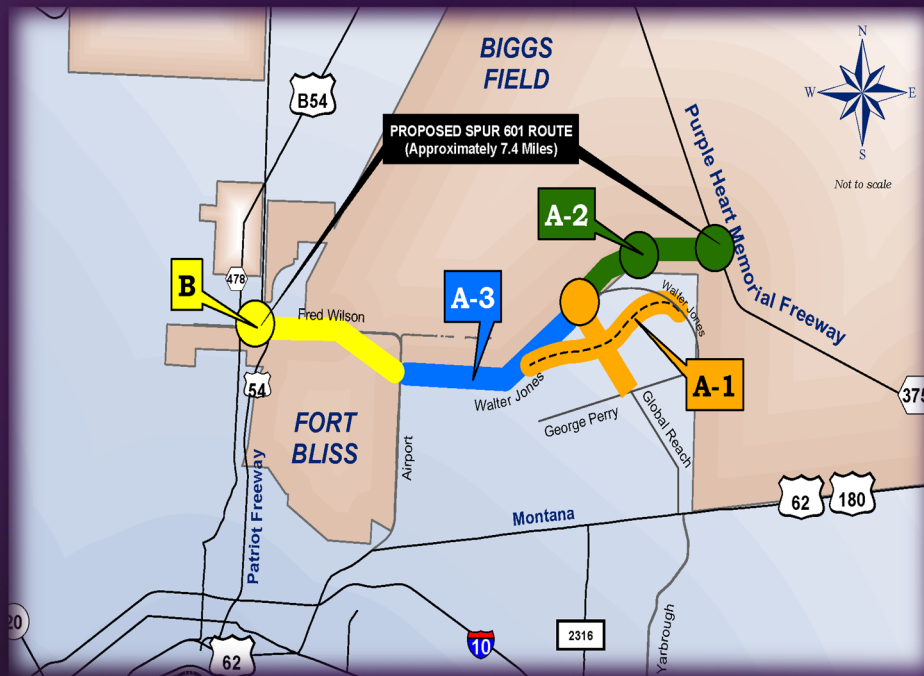 BIGGS
FIELD
N
W
E
S
Not to scale
B54
PROPOSED SPUR 601 ROUTE
(Approximately 7.4 Miles)
Purple Heart Memorial Freeway
A-2
478
B
Fred Wilson
A-3
Walter Jones
A-1
54
Walter Jones
375
FORT
BLISS
George Perry
Global Reach
Airport
Patriot Freeway
Montana
62
180
20
62
10
2316
Yarbrough